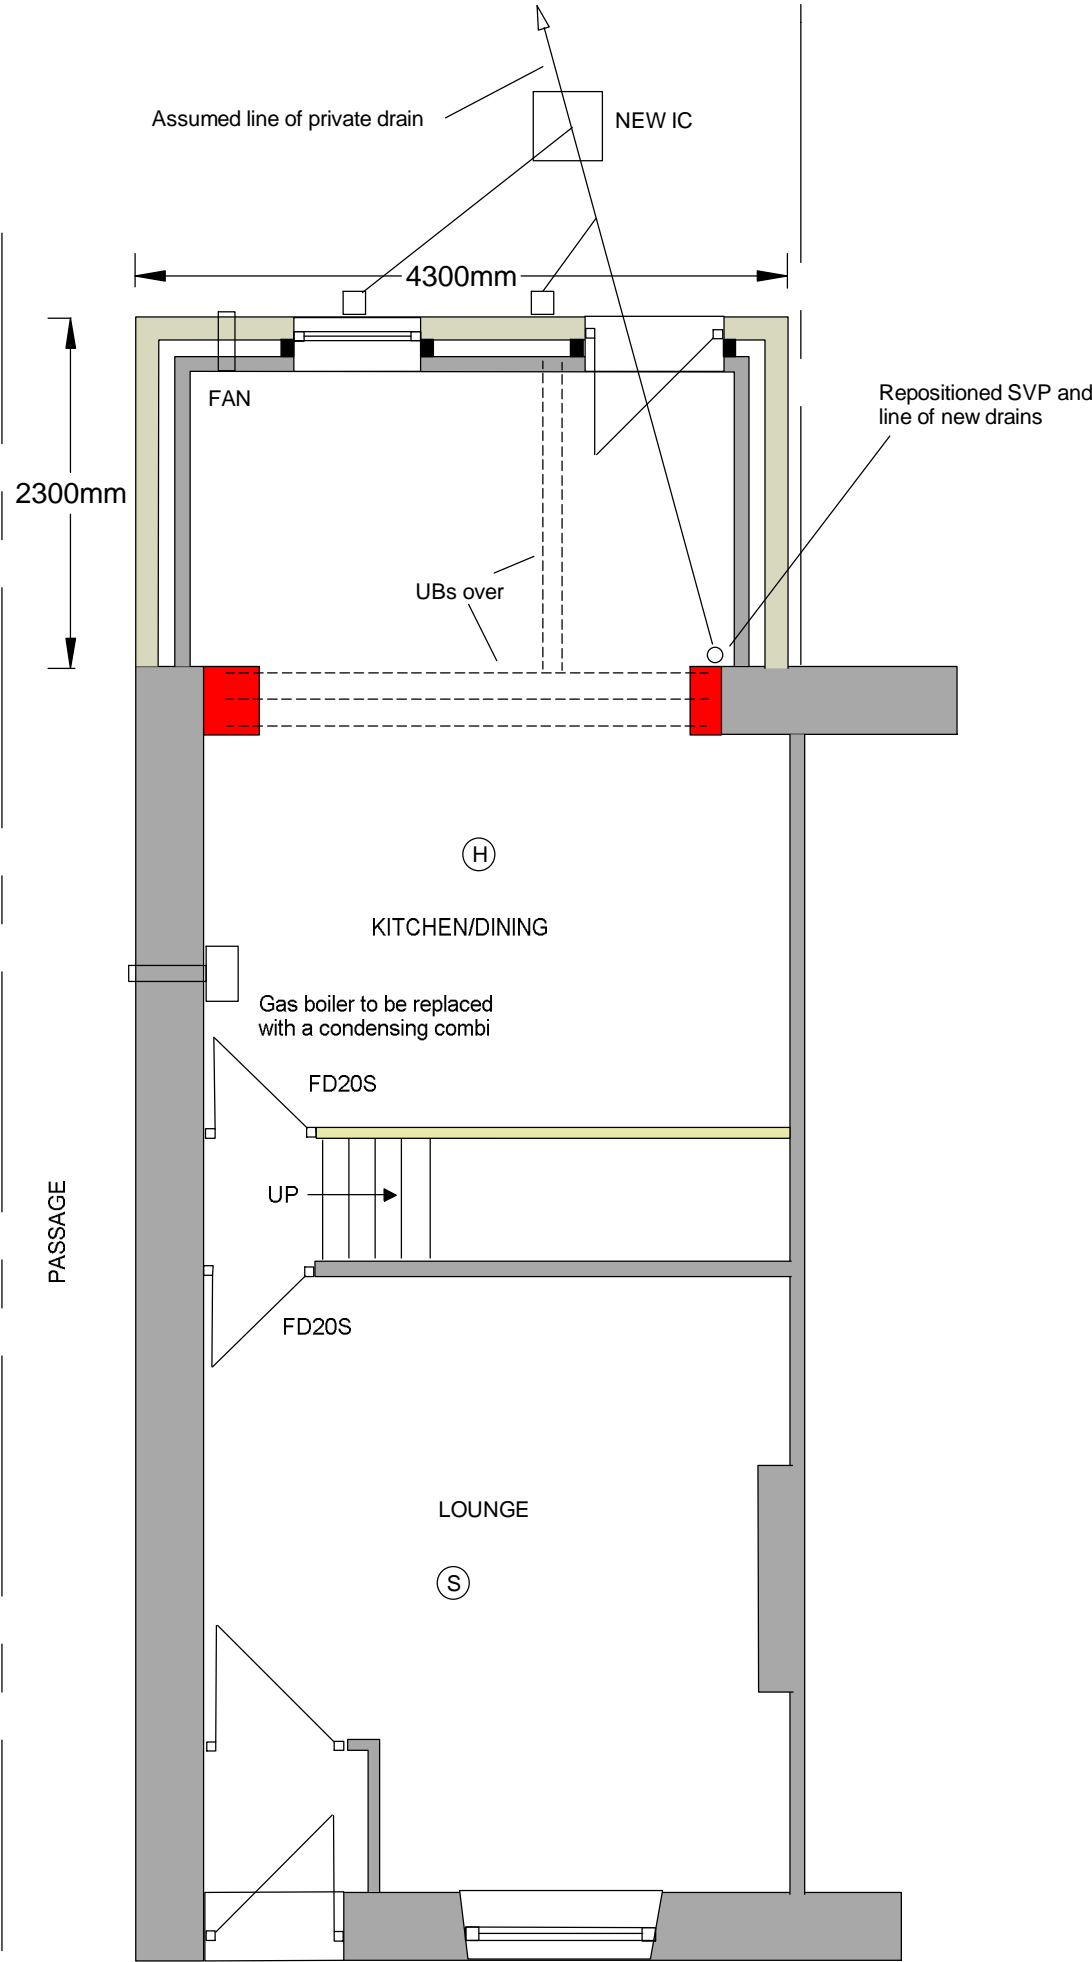 Assumed line of private drain
NEW IC
4300mm
FAN
Repositioned SVP and
line of new drains
2300mm
UBs over
H
KITCHEN/DINING
Gas boiler to be replaced
with a condensing combi
FD20S
UP
PASSAGE
FD20S
LOUNGE
S